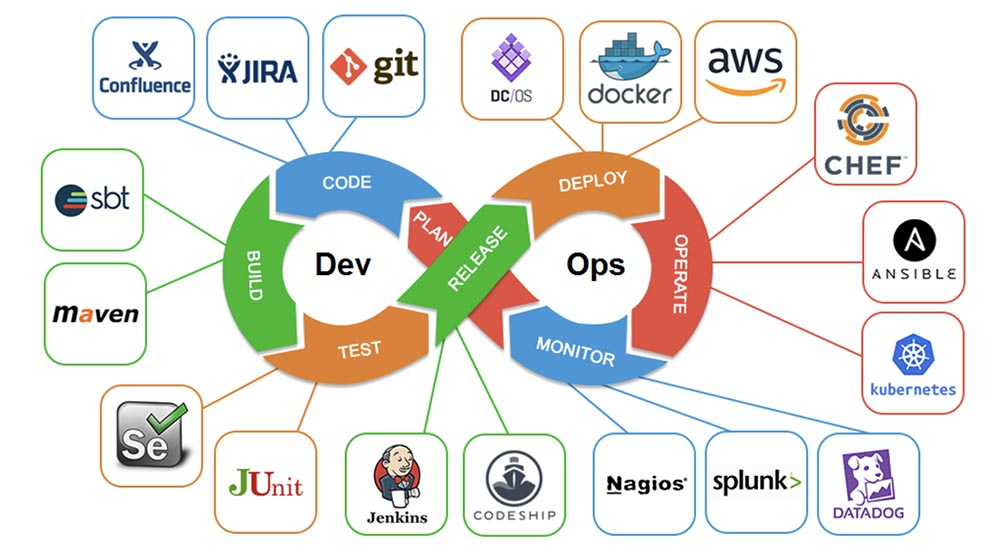 Confluence
JIRA
git
DC/OS
docker
aws
CHEF™
sbt
maven
ANSIBLE
kubernetes
CODE
PLAN
BUILD
TEST
RELEASE
DEPLOY
OPERATE
MONITOR
Dev
Ops
Se
JUnit
Jenkins
CODESHIP
Nagios®
splunk>
DATADOG